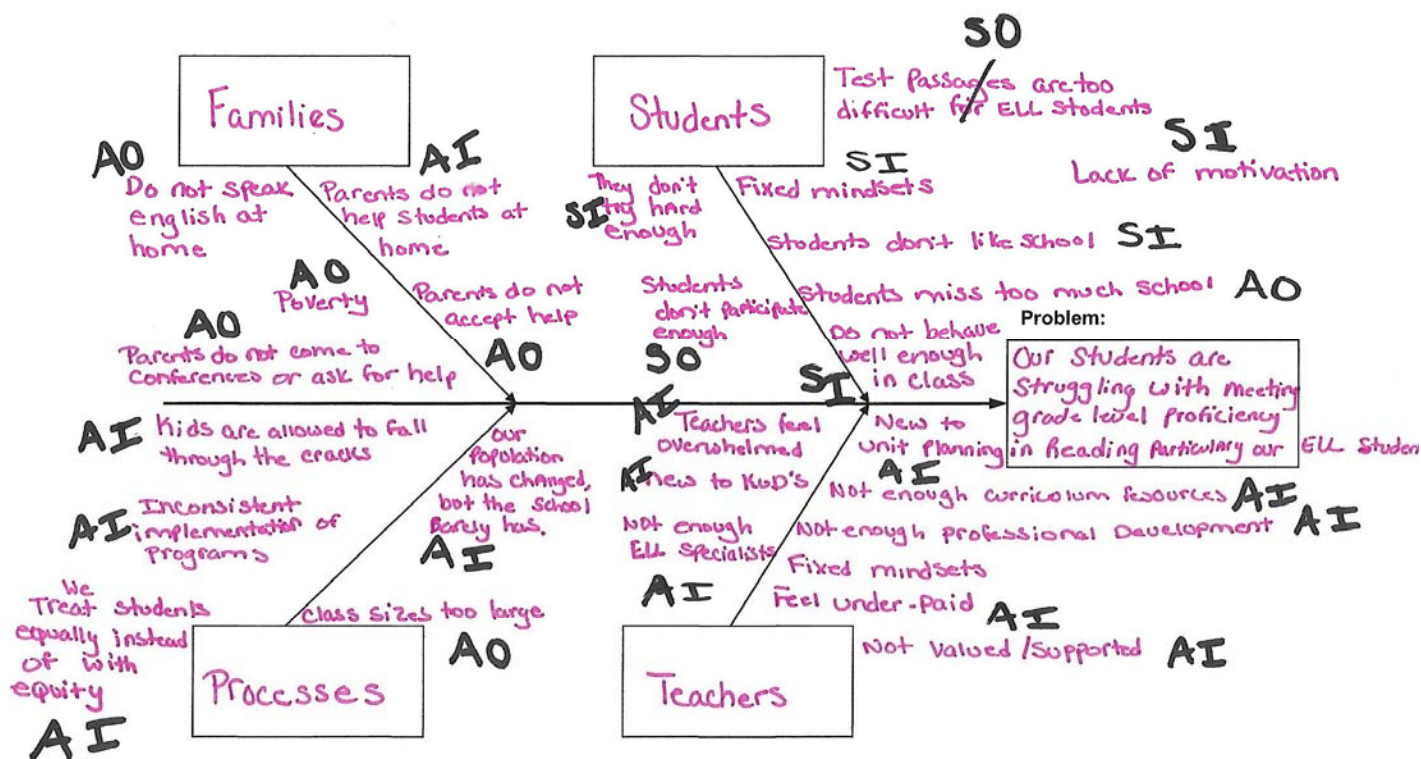 Families
AO
Do not speak
english at
home
AI
Parents do not
help students at
home
AO
Poverty
Parents do not
accept help
AO
AO
Parents do not come to
conferences or ask for help
Students
SO
Test passages are too
difficult for ELL Students
They don't
try hard
enough
SI
SI
Fixed mindsets
SI
Lack of motivation
Students don't like school SI
Students
don't participate
enough
SO
Students miss too much school AO
Do not behave
well enough
in class
SI
Problem:
Our Students are
Struggling with meeting
grade level proficiency
in Reading Particulary our ELL Student
AI Kids are allowed to fall
through the cracks
our
population
has changed,
but the school
Barely has.
AI
AI Inconsistent
implementation of
programs
We
Treat students
equally instead
of with
equity
AI
Class sizes too large
AO
Processes
AI
Teachers feel
overwhelmed
New to
unit planning
AI
AI new to KUD's
Not enough curriculum resources AI
Not enough
ELL specialists
AI
Not enough professional Development AI
Fixed mindsets
Feel under-paid AI
Not valued/supported AI
Teachers